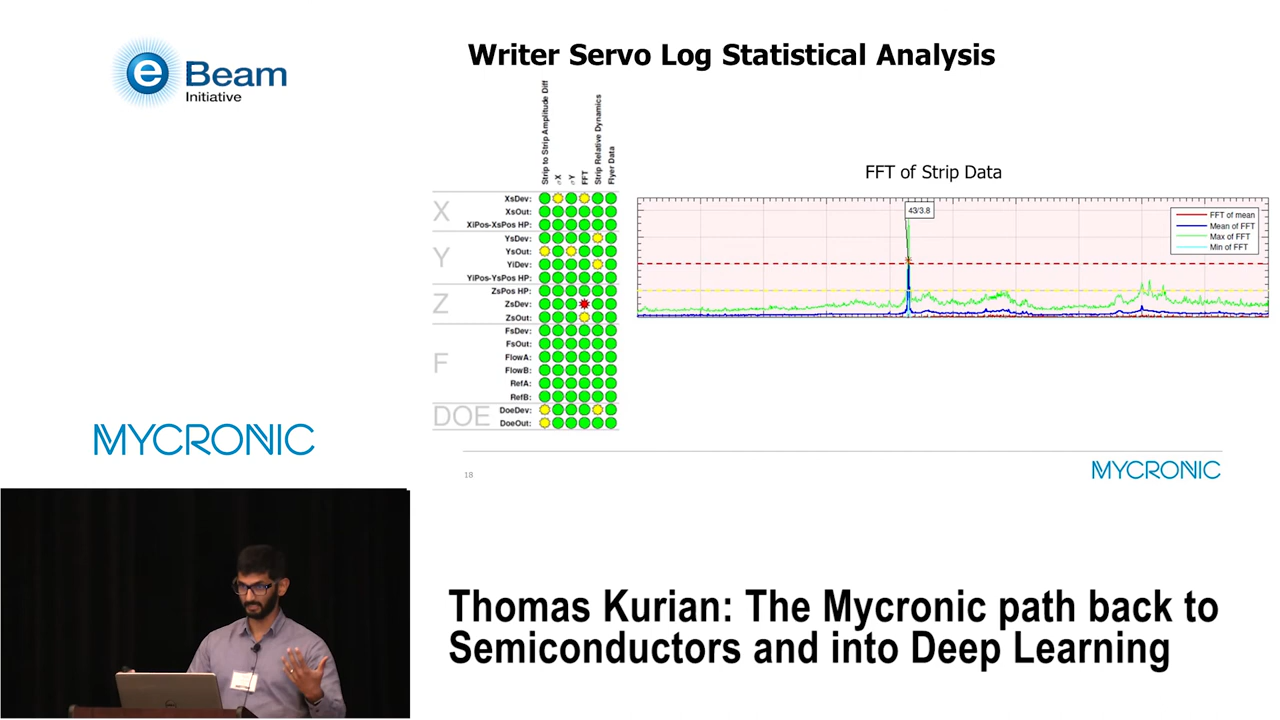 e Beam
Initiative
Writer Servo Log Statistical Analysis
Strip to Strip Amplitude Diff
σX
σY
FFT
Strip Relative Dynamics
Flyer Data
X
XsDev:
XsOut:
XiPos-XsPos HP:
Y
YsDev:
YsOut:
YiDev:
YiPos-YsPos HP:
Z
ZsPos HP:
ZsDev:
ZsOut:
F
FsDev:
FsOut:
FlowA:
FlowB:
RefA:
RefB:
DOE
DoeDev:
DoeOut:
FFT of Strip Data
43/3.8
FFT of mean
Mean of FFT
Max of FFT
Min of FFT
MYCRONIC
18
MYCRONIC
Thomas Kurian: The Mycronic path back to
Semiconductors and into Deep Learning